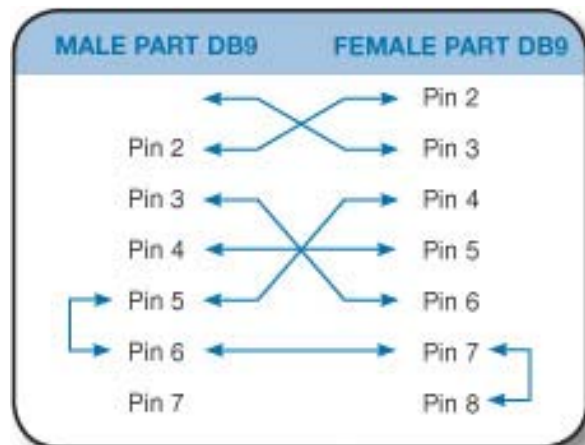 MALE PART DB9 FEMALE PART DB9
Pin 2
Pin 2 Pin 3
Pin 3 Pin 4
Pin 4 Pin 5
Pin 5 Pin 6
Pin 6 Pin 7
Pin 7 Pin 8